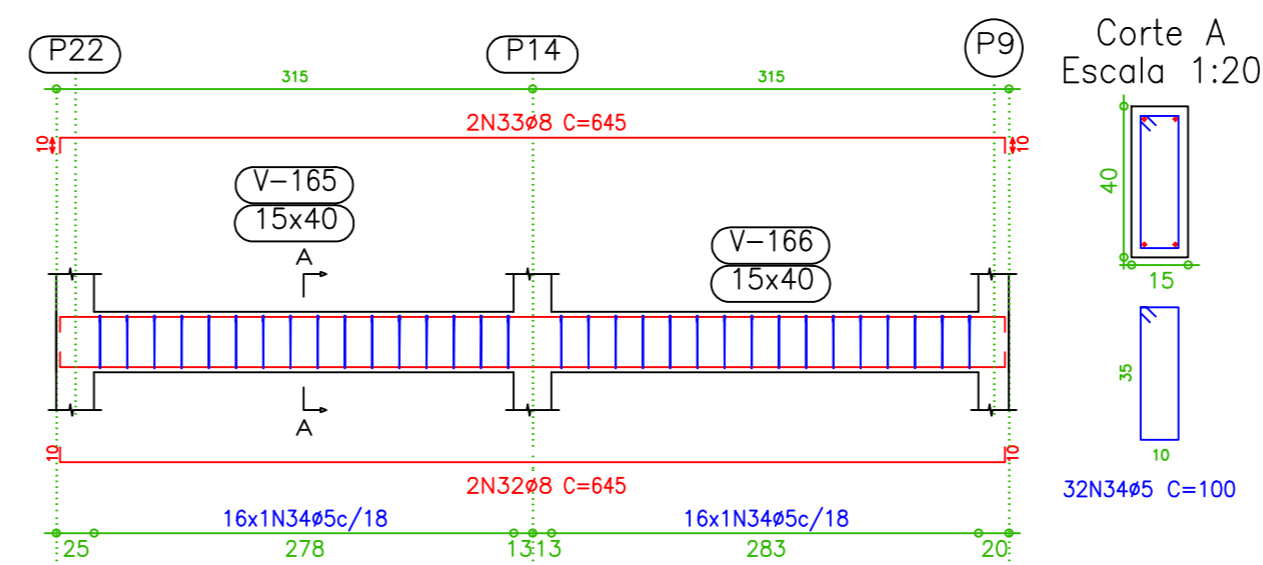 P22
P14
P9
Corte A
Escala 1:20
315
315
2N33ø8 C=645
10
10
V-165
15x40
V-166
15x40
A
A
40
15
35
10
32N34ø5 C=100
10
10
2N32ø8 C=645
16x1N34ø5c/18
16x1N34ø5c/18
25
278
13
13
283
20